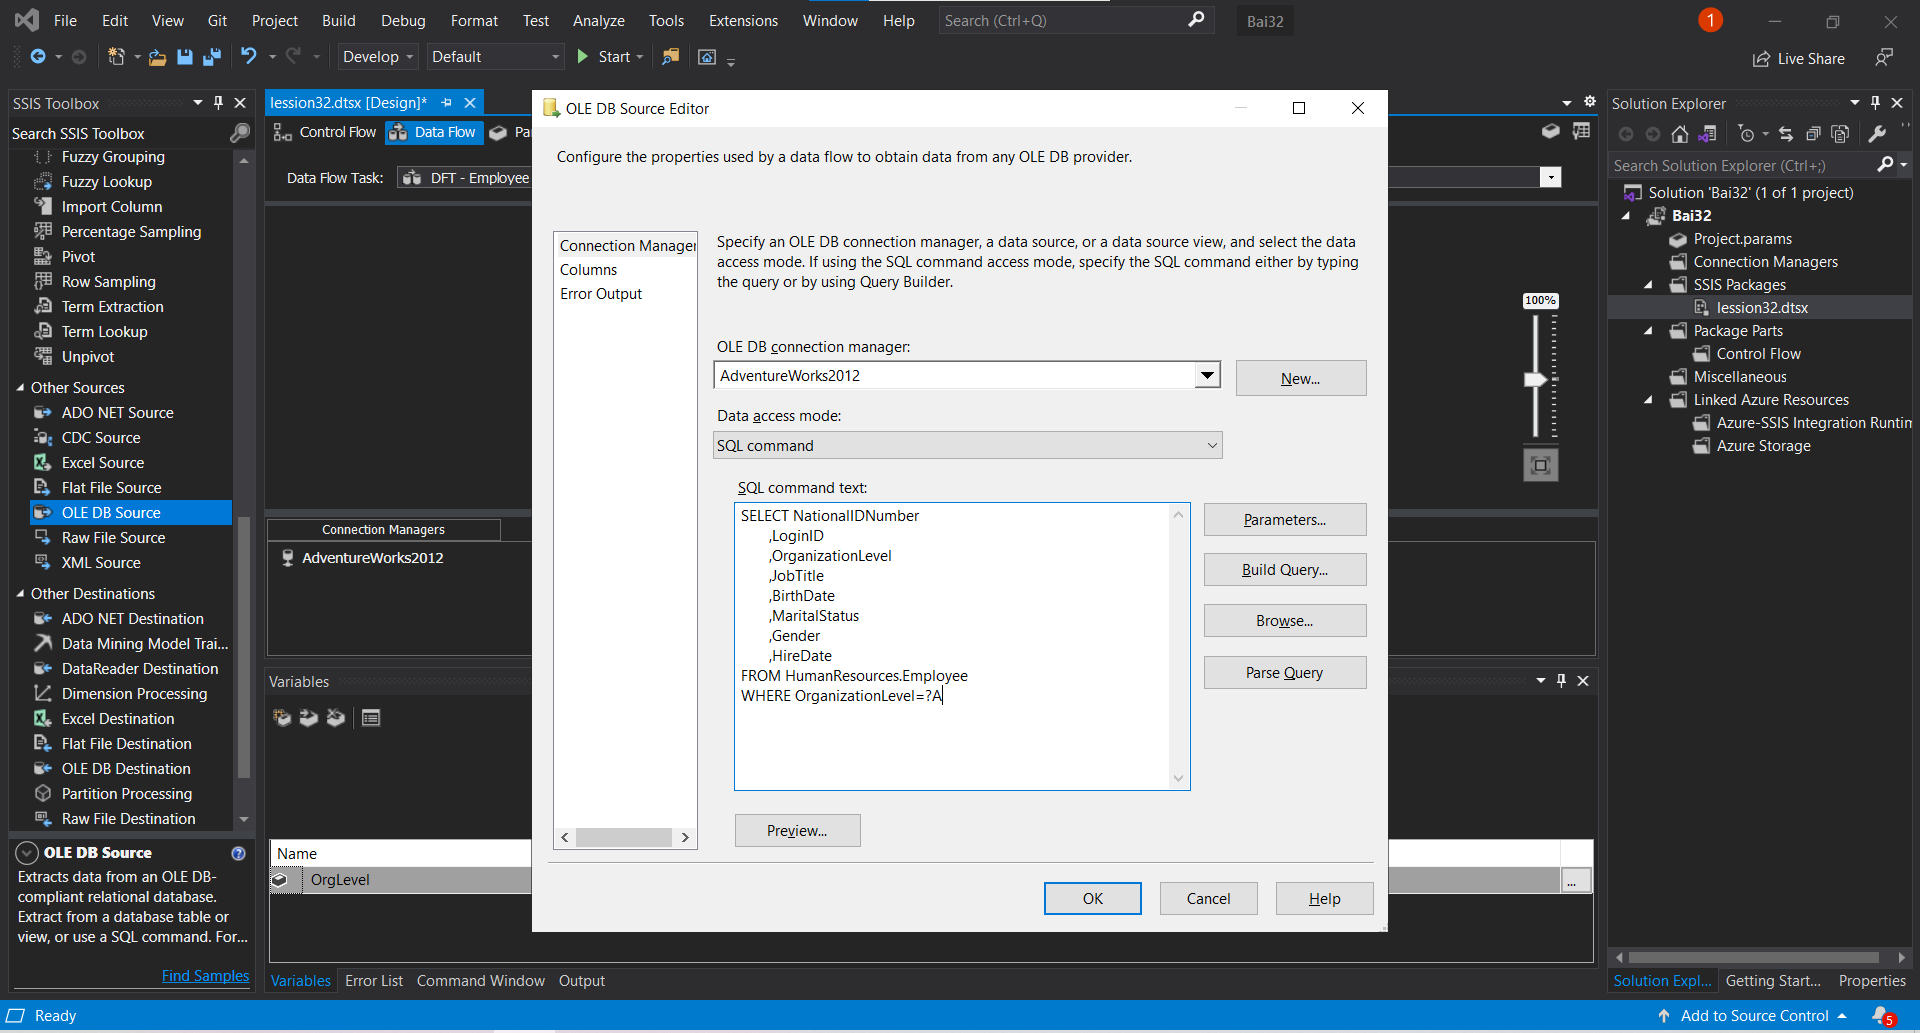 File Edit View Git Project Build Debug Format Test Analyze Tools Extensions Window Help Search (Ctrl+Q) Bai32 1
Develop Default Start Live Share
SSIS Toolbox
Search SSIS Toolbox
Fuzzy Grouping
Fuzzy Lookup
Import Column
Percentage Sampling
Pivot
Row Sampling
Term Extraction
Term Lookup
Unpivot
Other Sources
ADO NET Source
CDC Source
Excel Source
Flat File Source
OLE DB Source
Raw File Source
XML Source
Other Destinations
ADO NET Destination
Data Mining Model Trai...
DataReader Destination
Dimension Processing
Excel Destination
Flat File Destination
OLE DB Destination
Partition Processing
Raw File Destination
OLE DB Source
Extracts data from an OLE DB-
compliant relational database.
Extract from a database table or
view, or use a SQL command. For...
Find Samples
lession32.dtsx [Design]*
Control Flow Data Flow Pa
Data Flow Task: DFT - Employee
100%
Connection Managers
AdventureWorks2012
Variables
Name
OrgLevel
...
Variables Error List Command Window Output
OLE DB Source Editor
Configure the properties used by a data flow to obtain data from any OLE DB provider.
Connection Manager
Columns
Error Output
Specify an OLE DB connection manager, a data source, or a data source view, and select the data
access mode. If using the SQL command access mode, specify the SQL command either by typing
the query or by using Query Builder.
OLE DB connection manager:
AdventureWorks2012
New...
Data access mode:
SQL command
SQL command text:
SELECT NationalIDNumber
,LoginID
,OrganizationLevel
,JobTitle
,BirthDate
,MaritalStatus
,Gender
,HireDate
FROM HumanResources.Employee
WHERE OrganizationLevel=?A
Parameters...
Build Query...
Browse...
Parse Query
Preview...
OK Cancel Help
Solution Explorer
Search Solution Explorer (Ctrl+;)
Solution 'Bai32' (1 of 1 project)
Bai32
Project.params
Connection Managers
SSIS Packages
lession32.dtsx
Package Parts
Control Flow
Miscellaneous
Linked Azure Resources
Azure-SSIS Integration Runtim
Azure Storage
Solution Expl... Getting Start... Properties
Ready Add to Source Control 5